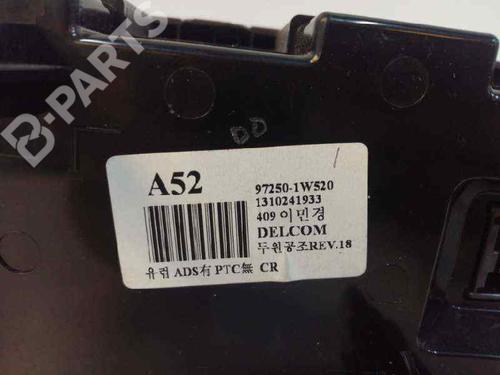 B-PARTS
DD
A52
97250-1W520
1310241933
409 이민경
DELCOM
두원공조REV.18
유럽 ADS有 PTC無 CR